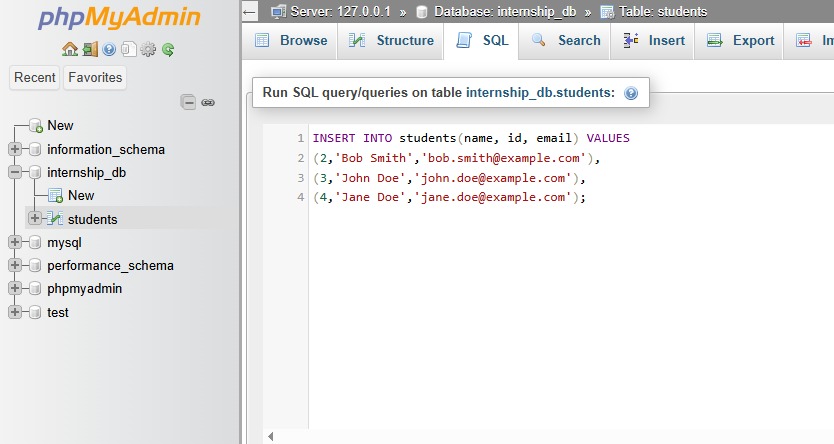 phpMyAdmin
Recent Favorites
New
information_schema
internship_db
New
students
mysql
performance_schema
phpmyadmin
test
Server: 127.0.0.1 » Database: internship_db » Table: students
Browse Structure SQL Search Insert Export Im
Run SQL query/queries on table internship_db.students:
1 INSERT INTO students(name, id, email) VALUES
2 (2,'Bob Smith','bob.smith@example.com'),
3 (3,'John Doe','john.doe@example.com'),
4 (4,'Jane Doe','jane.doe@example.com');